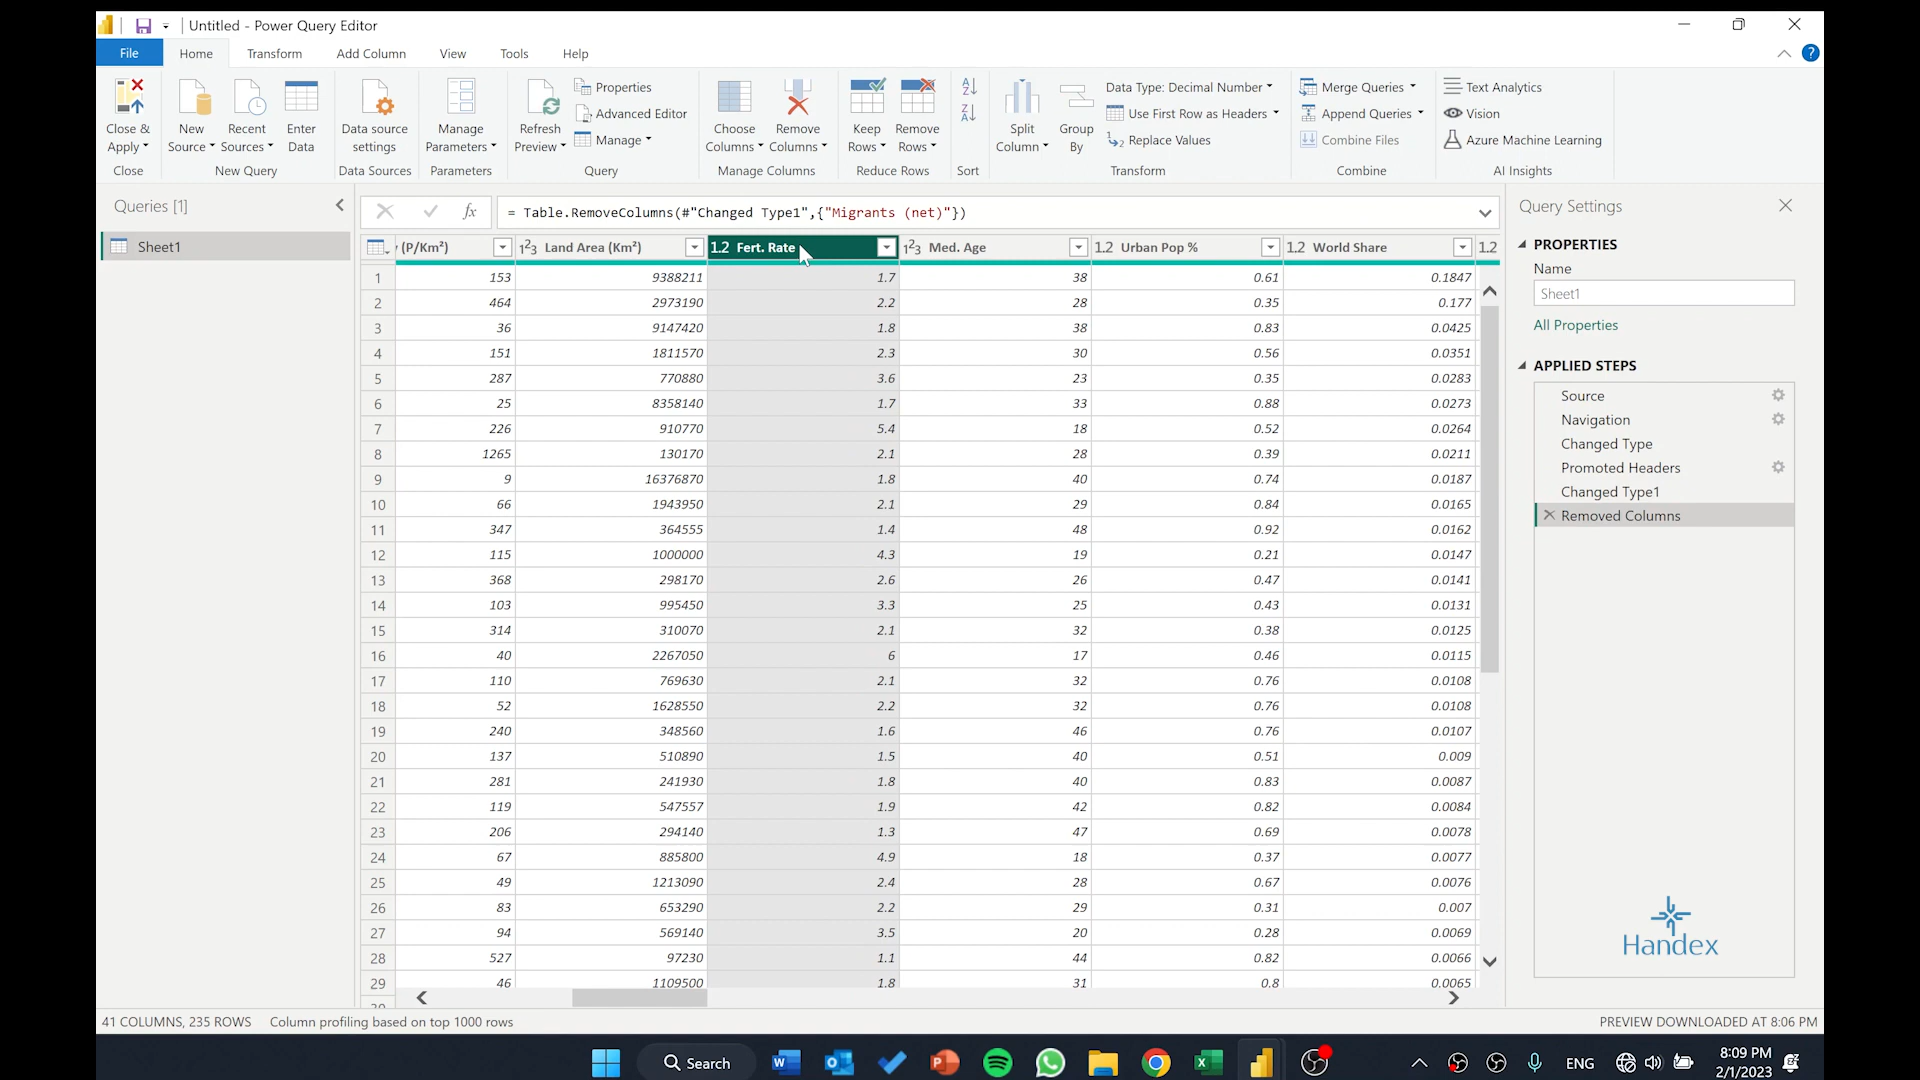 Untitled - Power Query Editor
File Home Transform Add Column View Tools Help
Close & Apply
New Source
Recent Sources
Enter Data
Data source settings
Manage Parameters
Refresh Preview
Properties
Advanced Editor
Manage
Choose Columns
Remove Columns
Keep Rows
Remove Rows
Split Column
Group By
Data Type: Decimal Number
Use First Row as Headers
Replace Values
Merge Queries
Append Queries
Combine Files
Text Analytics
Vision
Azure Machine Learning
Close New Query Data Sources Parameters Query Manage Columns Reduce Rows Sort Transform Combine AI Insights
Queries [1]
Sheet1
fx = Table.RemoveColumns(#"Changed Type1",{"Migrants (net)"})
(P/Km²) 1²3 Land Area (Km²) 1.2 Fert. Rate 1²3 Med. Age 1.2 Urban Pop % 1.2 World Share 1.2
1 153 9388211 1.7 38 0.61 0.1847
2 464 2973190 2.2 28 0.35 0.177
3 36 9147420 1.8 38 0.83 0.0425
4 151 1811570 2.3 30 0.56 0.0351
5 287 770880 3.6 23 0.35 0.0283
6 25 8358140 1.7 33 0.88 0.0273
7 226 910770 5.4 18 0.52 0.0264
8 1265 130170 2.1 28 0.39 0.0211
9 9 16376870 1.8 40 0.74 0.0187
10 66 1943950 2.1 29 0.84 0.0165
11 347 364555 1.4 48 0.92 0.0162
12 115 1000000 4.3 19 0.21 0.0147
13 368 298170 2.6 26 0.47 0.0141
14 103 995450 3.3 25 0.43 0.0131
15 314 310070 2.1 32 0.38 0.0125
16 40 2267050 6 17 0.46 0.0115
17 110 769630 2.1 32 0.76 0.0108
18 52 1628550 2.2 32 0.76 0.0108
19 240 348560 1.6 46 0.76 0.0107
20 137 510890 1.5 40 0.51 0.009
21 281 241930 1.8 40 0.83 0.0087
22 119 547557 1.9 42 0.82 0.0084
23 206 294140 1.3 47 0.69 0.0078
24 67 885800 4.9 18 0.37 0.0077
25 49 1213090 2.4 28 0.67 0.0076
26 83 653290 2.2 29 0.31 0.007
27 94 569140 3.5 20 0.28 0.0069
28 527 97230 1.1 44 0.82 0.0066
29 46 1109500 1.8 31 0.8 0.0065
Query Settings
PROPERTIES
Name
Sheet1
All Properties
APPLIED STEPS
Source
Navigation
Changed Type
Promoted Headers
Changed Type1
Removed Columns
Handex
41 COLUMNS, 235 ROWS Column profiling based on top 1000 rows
PREVIEW DOWNLOADED AT 8:06 PM
Search
ENG
8:09 PM
2/1/2023